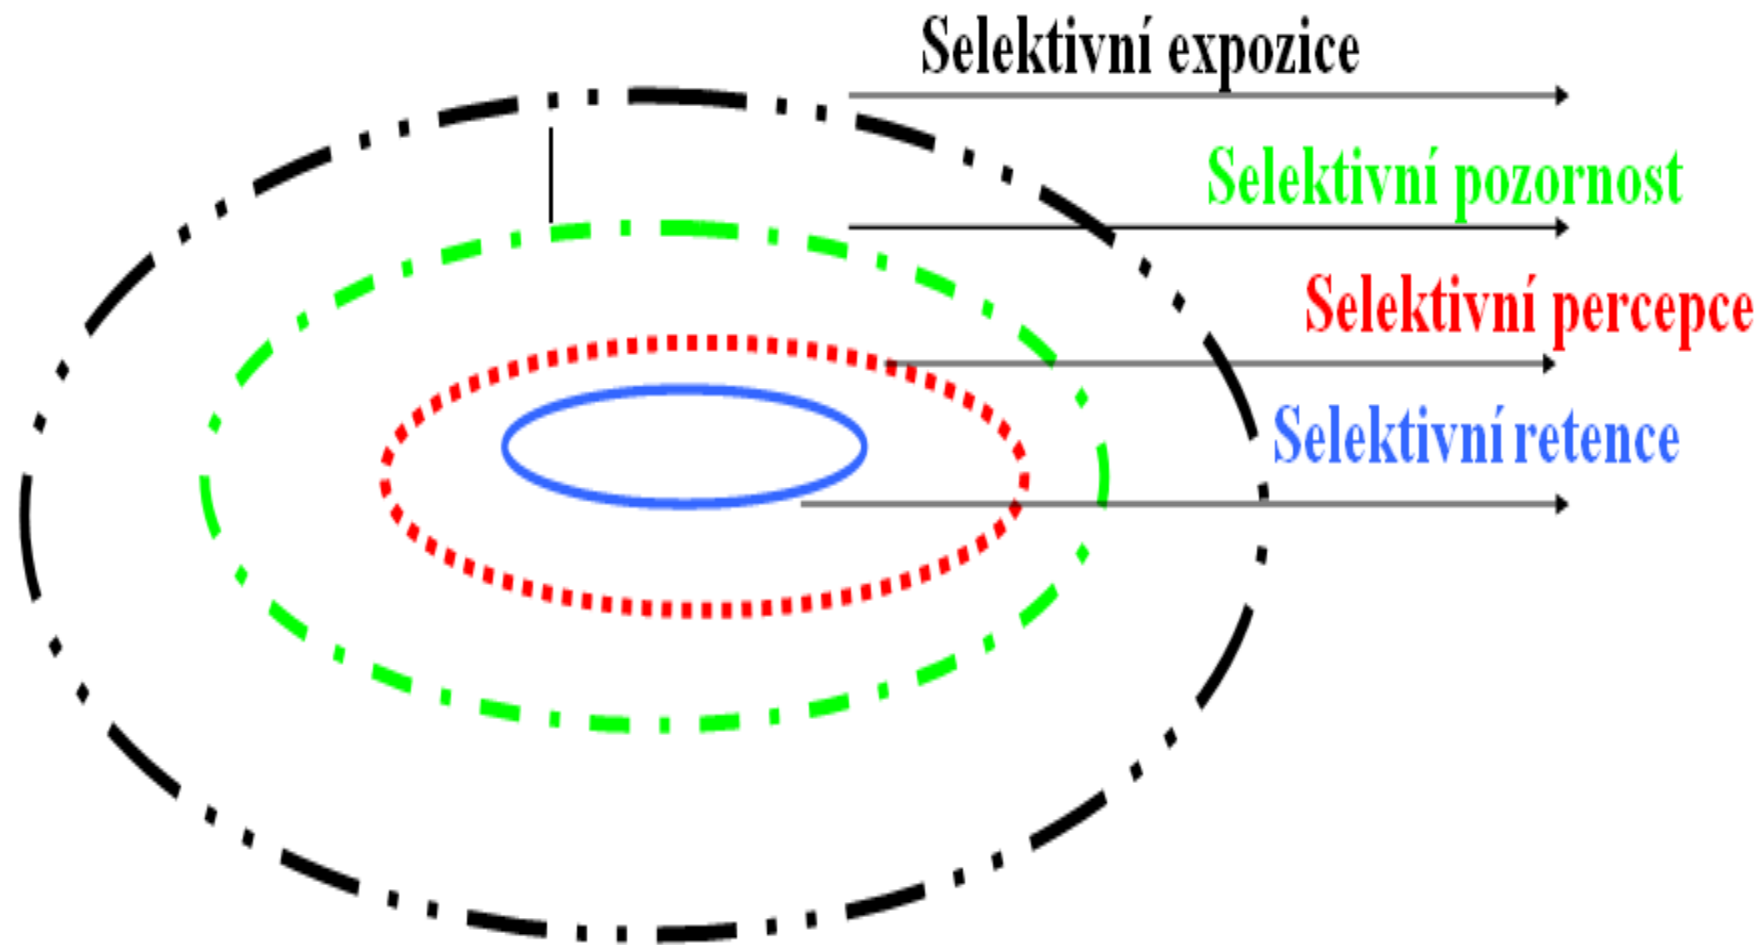 Selektivní expozice
Selektivní pozornost
Selektivní percepce
Selektivní retence